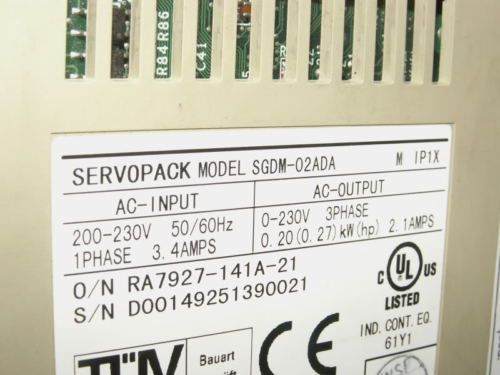 R84 R86
C41
SERVOPACK MODEL SGDM-02ADA M IP1X
AC-INPUT
AC-OUTPUT
200-230V 50/60Hz
1PHASE 3.4AMPS
0-230V 3PHASE
0.20(0.27)kW(hp) 2.1AMPS
O/N RA7927-141A-21
S/N D00149251390021
C UL US
LISTED
IND. CONT. EQ.
61Y1
TÜV
Bauart
CE